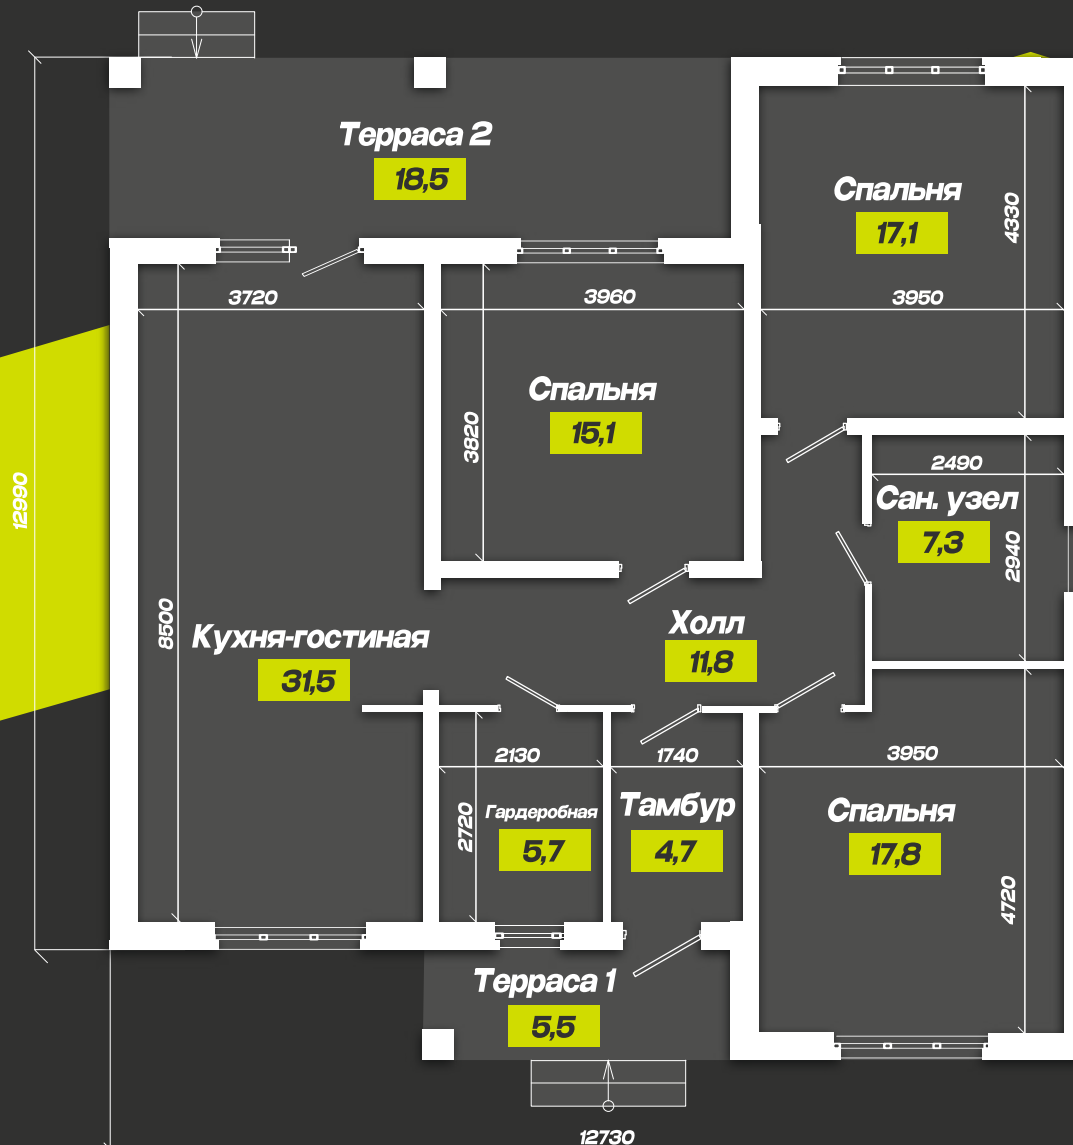 Терраса 2
18,5
Спальня
17,1
4330
3720
3960
3950
Спальня
15,1
3820
2490
Сан. узел
7,3
2940
12990
8500
Кухня-гостиная
31,5
Холл
11,8
2130
1740
3950
Гардеробная
5,7
2720
Тамбур
4,7
Спальня
17,8
4720
Терраса 1
5,5
12730